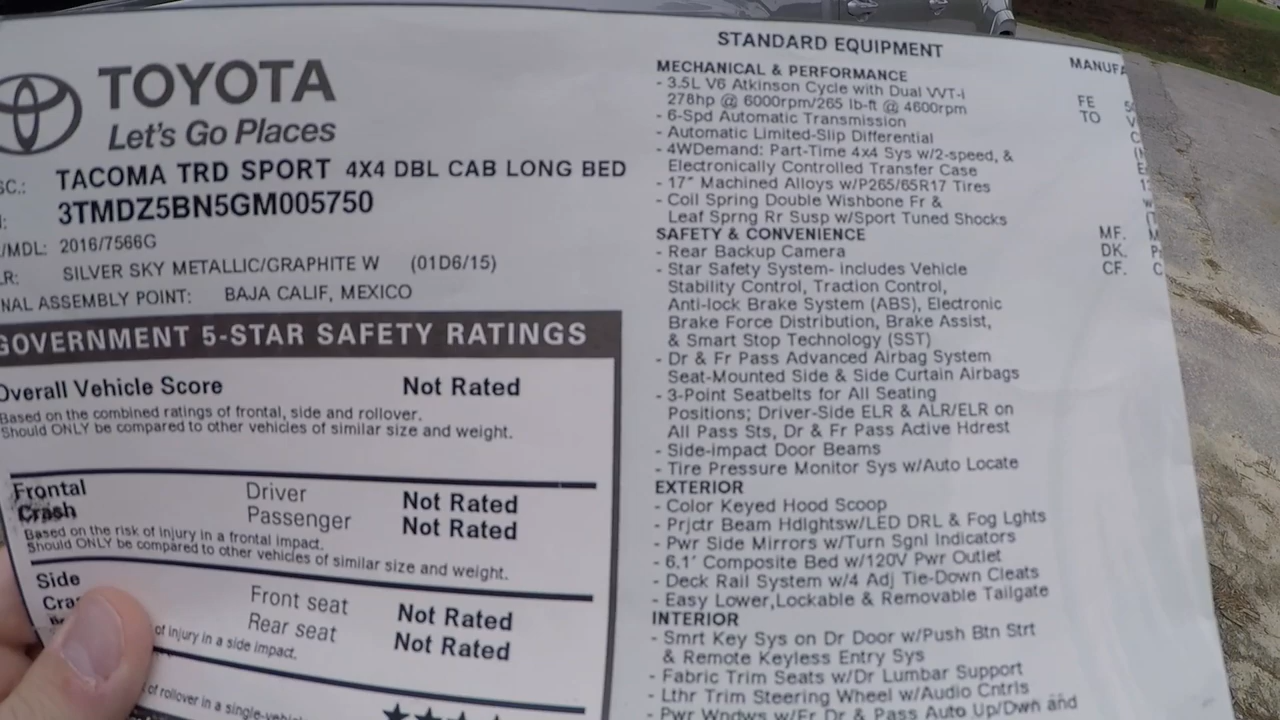 TOYOTA
Let's Go Places
SC.: TACOMA TRD SPORT 4X4 DBL CAB LONG BED
: 3TMDZ5BN5GM005750
/MDL: 2016/7566G
LR: SILVER SKY METALLIC/GRAPHITE W (01D6/15)
NAL ASSEMBLY POINT: BAJA CALIF, MEXICO
GOVERNMENT 5-STAR SAFETY RATINGS
Overall Vehicle Score Not Rated
Based on the combined ratings of frontal, side and rollover.
Should ONLY be compared to other vehicles of similar size and weight.
Frontal Driver Not Rated
Crash Passenger Not Rated
Based on the risk of injury in a frontal impact.
Should ONLY be compared to other vehicles of similar size and weight.
Side Front seat Not Rated
Cra Rear seat Not Rated
of injury in a side impact.
of rollover in a single-vehic
STANDARD EQUIPMENT
MECHANICAL & PERFORMANCE
- 3.5L V6 Atkinson Cycle with Dual VVT-i
278hp @ 6000rpm/265 lb-ft @ 4600rpm
- 6-Spd Automatic Transmission
- Automatic Limited-Slip Differential
- 4WDemand: Part-Time 4x4 Sys w/2-speed, &
Electronically Controlled Transfer Case
- 17" Machined Alloys w/P265/65R17 Tires
- Coil Spring Double Wishbone Fr &
Leaf Sprng Rr Susp w/Sport Tuned Shocks
SAFETY & CONVENIENCE
- Rear Backup Camera
- Star Safety System- includes Vehicle
Stability Control, Traction Control,
Anti-lock Brake System (ABS), Electronic
Brake Force Distribution, Brake Assist,
& Smart Stop Technology (SST)
- Dr & Fr Pass Advanced Airbag System
Seat-Mounted Side & Side Curtain Airbags
- 3-Point Seatbelts for All Seating
Positions; Driver-Side ELR & ALR/ELR on
All Pass Sts, Dr & Fr Pass Active Hdrest
- Side-impact Door Beams
- Tire Pressure Monitor Sys w/Auto Locate
EXTERIOR
- Color Keyed Hood Scoop
- Prjctr Beam Hdlghtsw/LED DRL & Fog Lghts
- Pwr Side Mirrors w/Turn Sgnl Indicators
- 6.1' Composite Bed w/120V Pwr Outlet
- Deck Rail System w/4 Adj Tie-Down Cleats
- Easy Lower,Lockable & Removable Tailgate
INTERIOR
- Smrt Key Sys on Dr Door w/Push Btn Strt
& Remote Keyless Entry Sys
- Fabric Trim Seats w/Dr Lumbar Support
- Lthr Trim Steering Wheel w/Audio Cntrls
- Pwr Wndws w/Fr Dr & Pass Auto Up/Dwn and
MANUFA
FE
TO
MF.
DK.
CF.